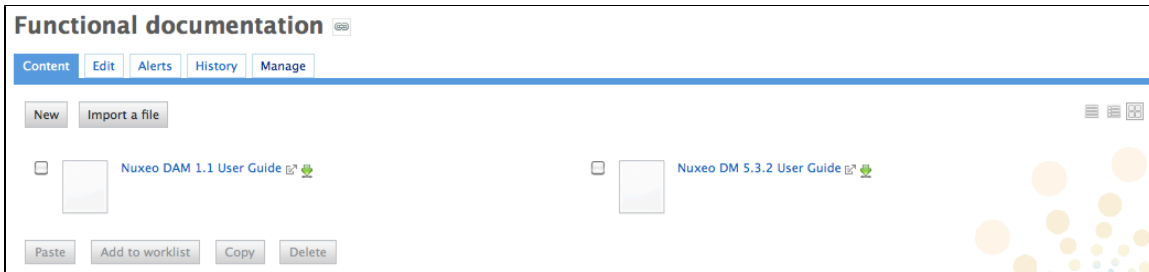 Functional documentation
Content Edit Alerts History Manage
New Import a file
Nuxeo DAM 1.1 User Guide Nuxeo DM 5.3.2 User Guide
Paste Add to worklist Copy Delete